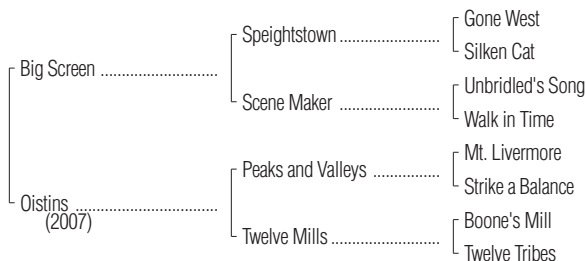 Gone West
Speightstown
Silken Cat
Big Screen
Unbridled's Song
Scene Maker
Walk in Time
Mt. Livermore
Peaks and Valleys
Strike a Balance
Oistins
(2007)
Boone's Mill
Twelve Mills
Twelve Tribes